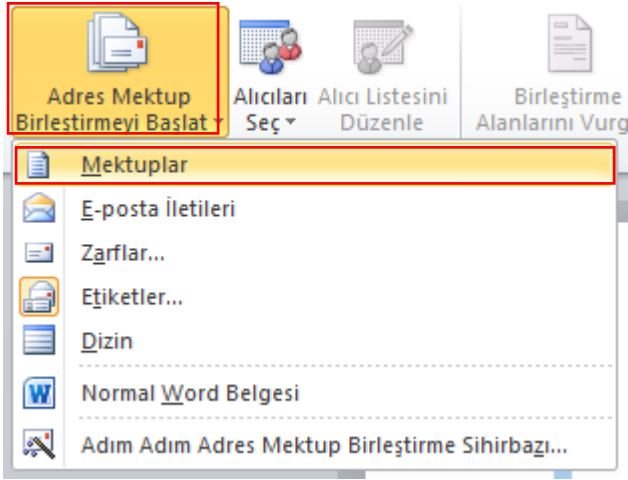 Adres Mektup
Birleştirmeyi Başlat
Alıcıları
Seç
Alıcı Listesini
Düzenle
Birleştirme
Alanlarını Vurg
Mektuplar
E-posta İletileri
Zarflar...
Etiketler...
Dizin
Normal Word Belgesi
Adım Adım Adres Mektup Birleştirme Sihirbazı...